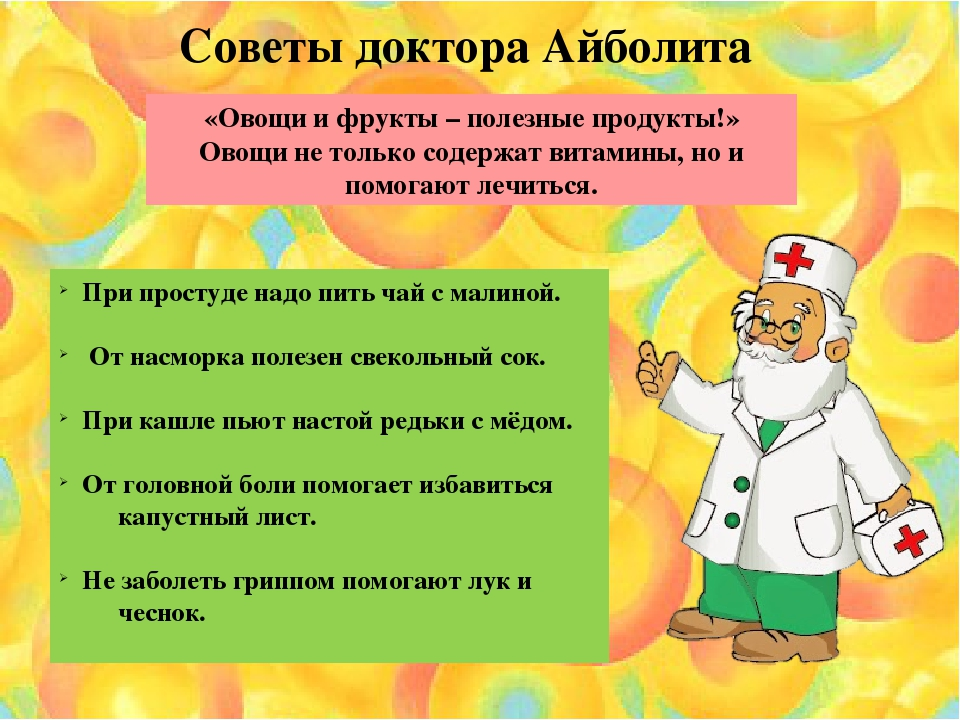 Советы доктора Айболита
«Овощи и фрукты – полезные продукты!»
Овощи не только содержат витамины, но и
помогают лечиться.
При простуде надо пить чай с малиной.
От насморка полезен свекольный сок.
При кашле пьют настой редьки с мёдом.
От головной боли помогает избавиться
капустный лист.
Не заболеть гриппом помогают лук и
чеснок.